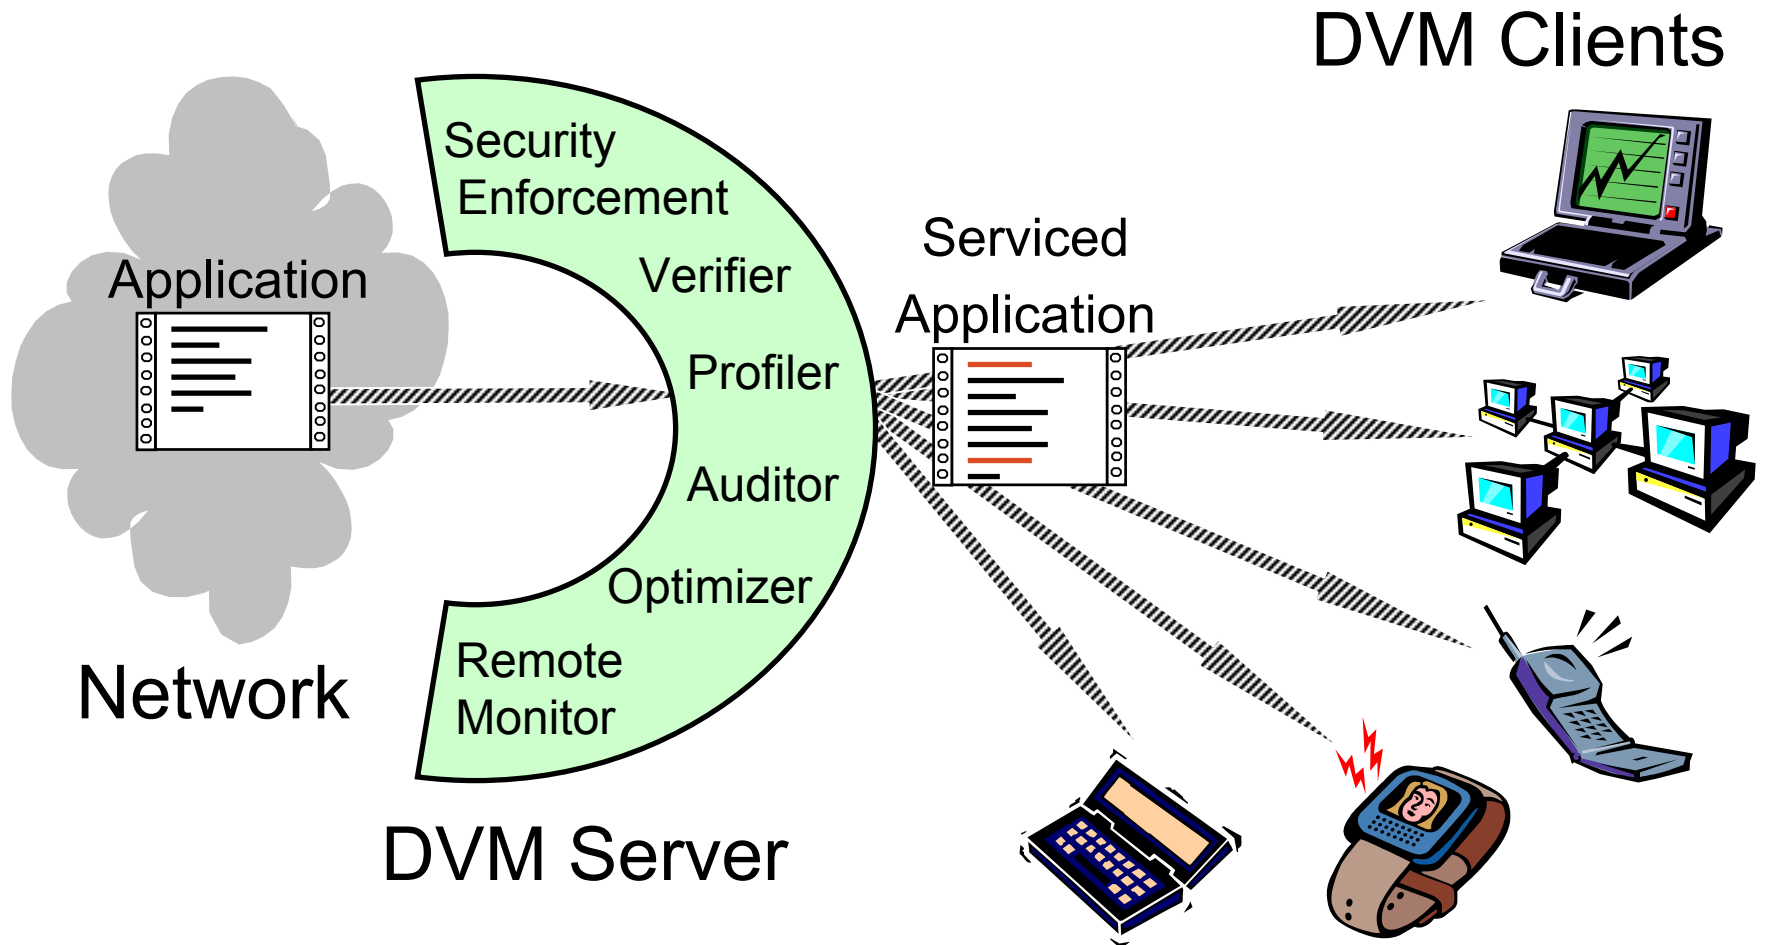 DVM Clients
Security
Enforcement
Verifier
Profiler
Auditor
Optimizer
Remote
Monitor
Application
Network
DVM Server
Serviced
Application